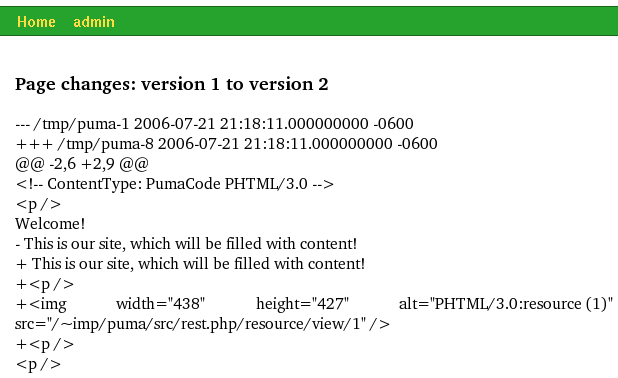 Home admin
Page changes: version 1 to version 2
--- /tmp/puma-1 2006-07-21 21:18:11.000000000 -0600
+++ /tmp/puma-8 2006-07-21 21:18:11.000000000 -0600
@@ -2,6 +2,9 @@
<!-- ContentType: PumaCode PHTML/3.0 -->
<p />
Welcome!
- This is our site, which will be filled with content!
+ This is our site, which will be filled with content!
+<p />
+<img width="438" height="427" alt="PHTML/3.0:resource (1)"
src="/~imp/puma/src/rest.php/resource/view/1" />
+<p />
<p />